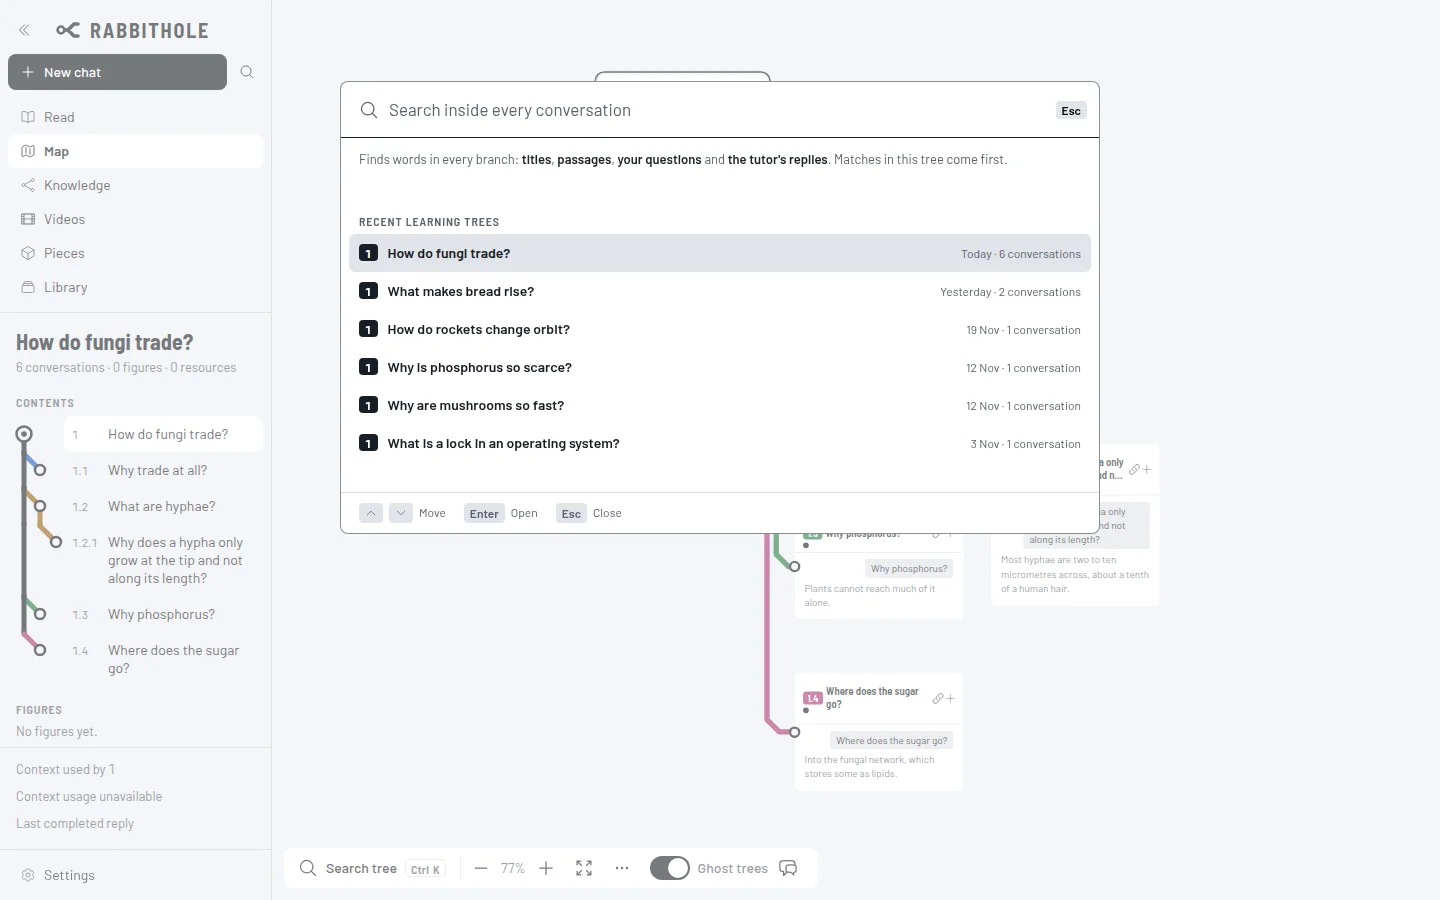 RABBITHOLE
New chat
Read
Map
Knowledge
Videos
Pieces
Library
How do fungi trade?
6 conversations · 0 figures · 0 resources
CONTENTS
1 How do fungi trade?
1.1 Why trade at all?
1.2 What are hyphae?
1.2.1 Why does a hypha only
grow at the tip and not
along its length?
1.3 Why phosphorus?
1.4 Where does the sugar
go?
FIGURES
No figures yet.
Context used by 1
Context usage unavailable
Last completed reply
Settings
Search inside every conversation
Esc
Finds words in every branch: titles, passages, your questions and the tutor's replies. Matches in this tree come first.
RECENT LEARNING TREES
1 How do fungi trade? Today · 6 conversations
1 What makes bread rise? Yesterday · 2 conversations
1 How do rockets change orbit? 19 Nov · 1 conversation
1 Why is phosphorus so scarce? 12 Nov · 1 conversation
1 Why are mushrooms so fast? 12 Nov · 1 conversation
1 What is a lock in an operating system? 3 Nov · 1 conversation
Move Enter Open Esc Close
1.3 Why phosphorus?
Why phosphorus?
Plants cannot reach much of it
alone.
a only
d n...
a only
nd not
along its length?
Most hyphae are two to ten
micrometres across, about a tenth
of a human hair.
1.4 Where does the sugar
go?
Where does the sugar go?
Into the fungal network, which
stores some as lipids.
Search tree Ctrl K
77%
Ghost trees